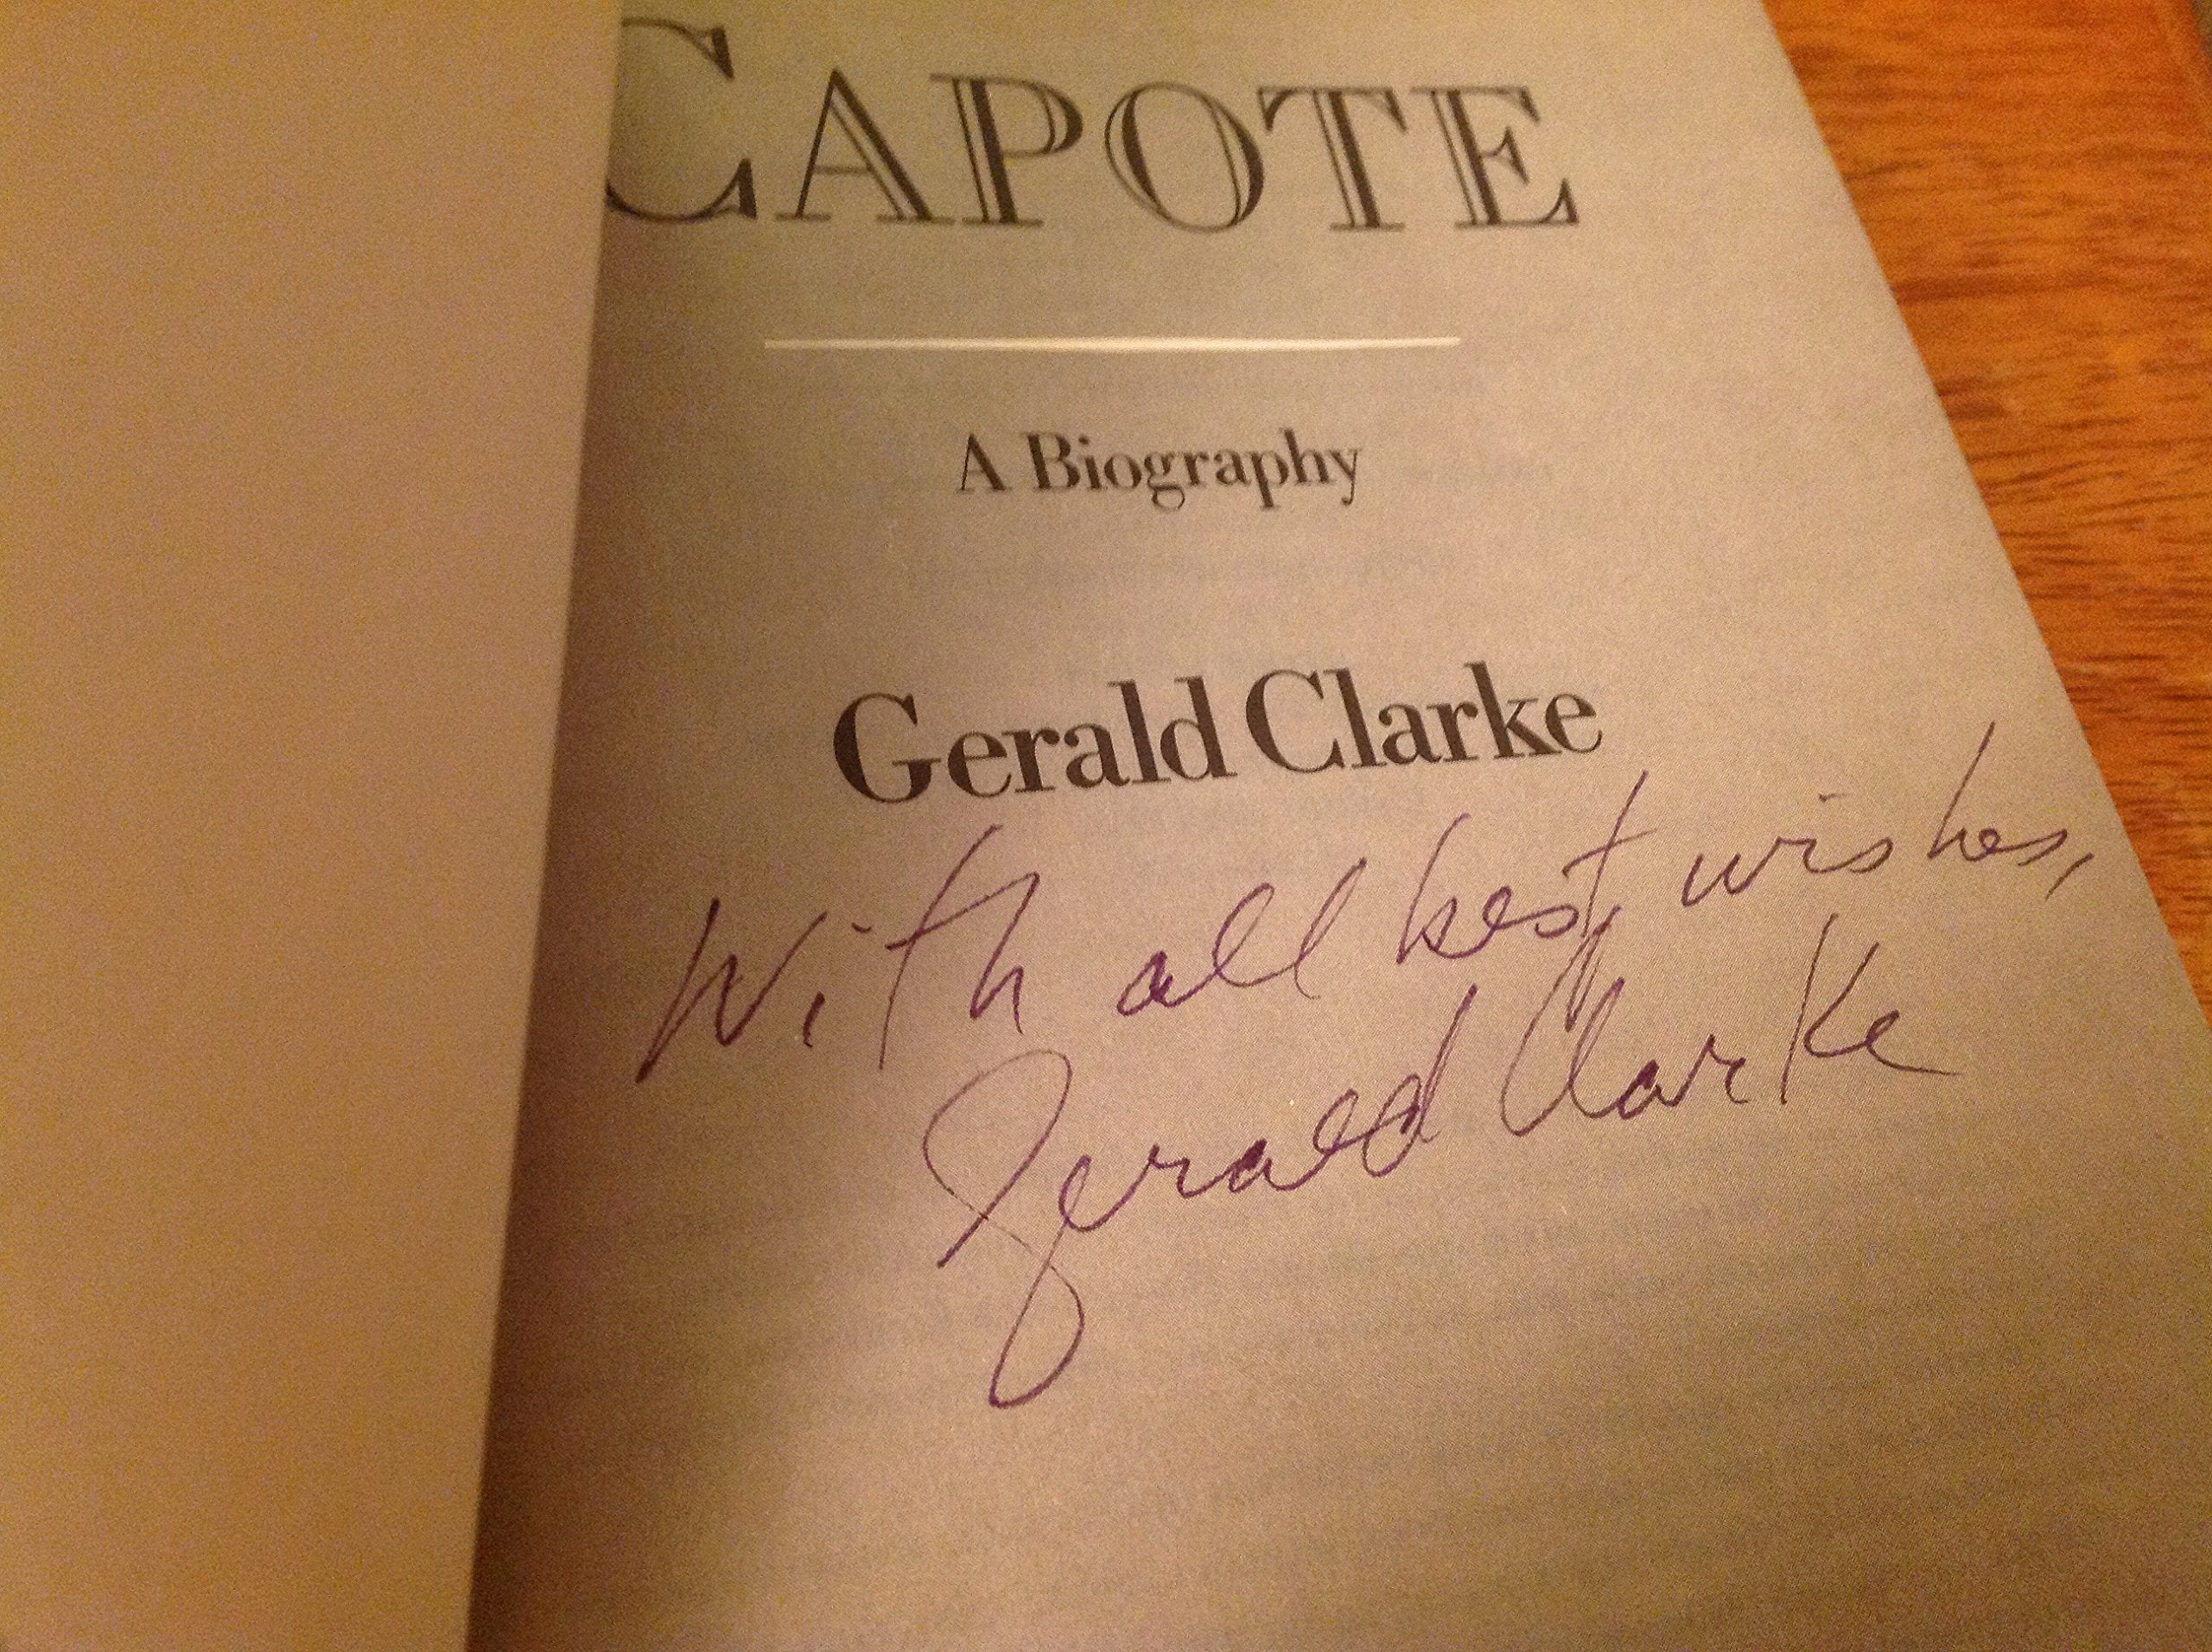 CAPOTE
A Biography
Gerald Clarke
With all best wishes,
Gerald Clarke